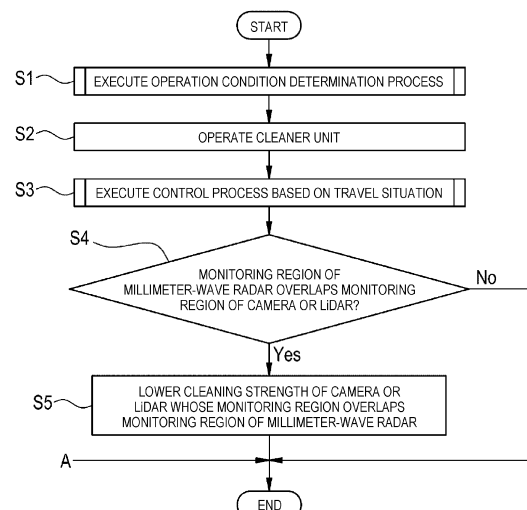 START
S1
EXECUTE OPERATION CONDITION DETERMINATION PROCESS
S2
OPERATE CLEANER UNIT
S3
EXECUTE CONTROL PROCESS BASED ON TRAVEL SITUATION
S4
MONITORING REGION OF
MILLIMETER-WAVE RADAR OVERLAPS MONITORING
REGION OF CAMERA OR LiDAR?
No
Yes
S5
LOWER CLEANING STRENGTH OF CAMERA OR
LiDAR WHOSE MONITORING REGION OVERLAPS
MONITORING REGION OF MILLIMETER-WAVE RADAR
A
END